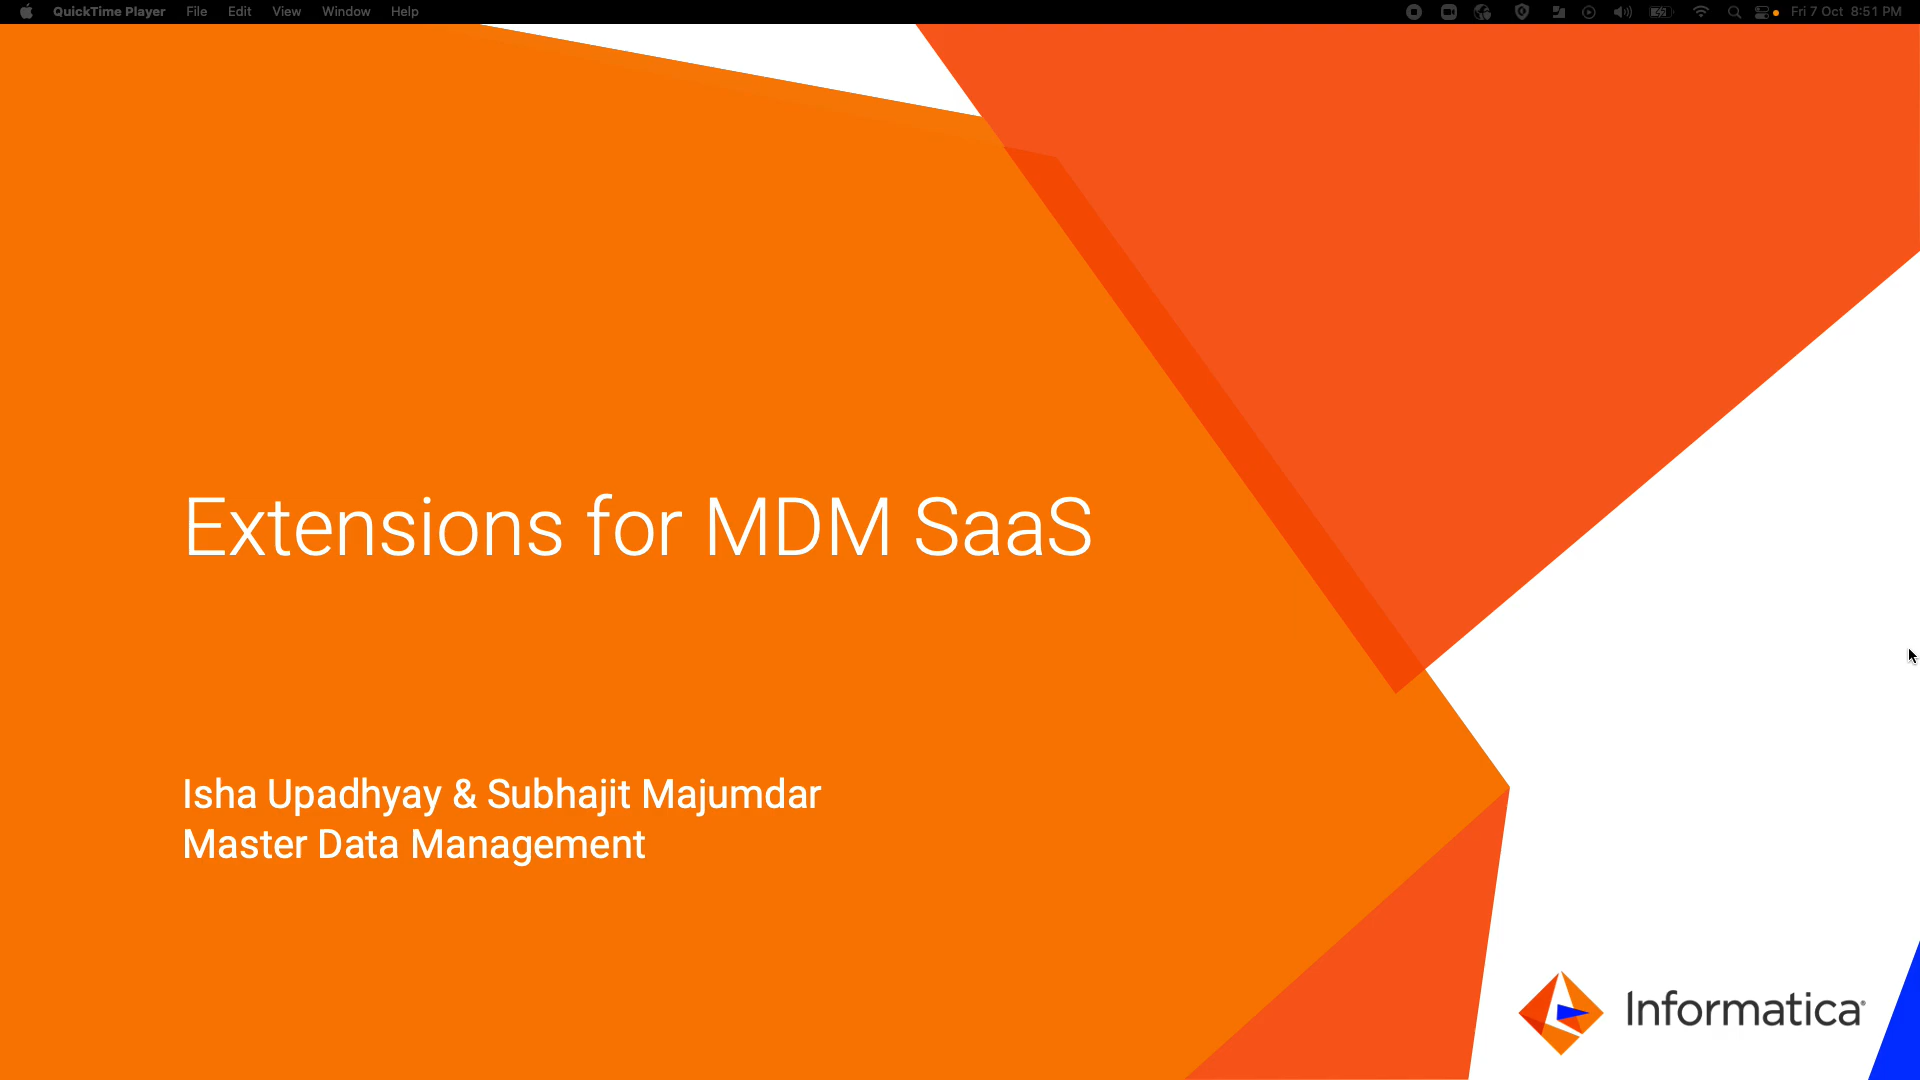 QuickTime Player File Edit View Window Help Fri 7 Oct 8:51 PM
Extensions for MDM SaaS
Isha Upadhyay & Subhajit Majumdar
Master Data Management
Informatica®